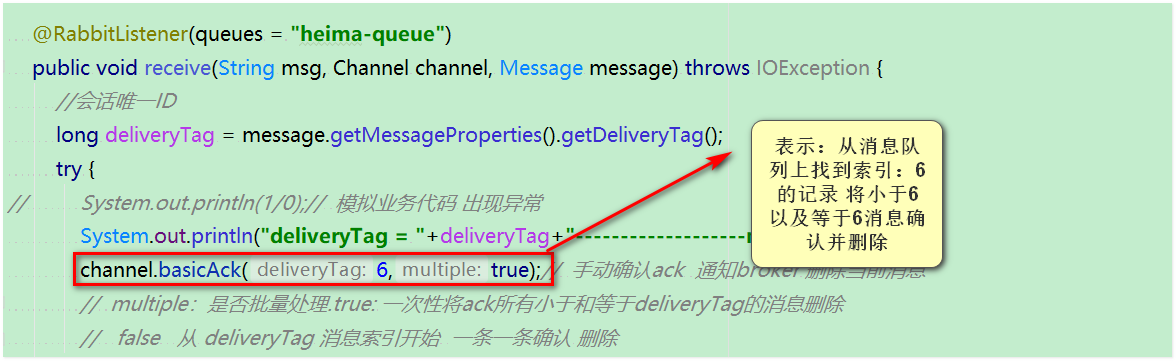 @RabbitListener(queues = "heima-queue")
public void receive(String msg, Channel channel, Message message) throws IOException {
//会话唯一ID
long deliveryTag = message.getMessageProperties().getDeliveryTag();
try {
// System.out.println(1/0);// 模拟业务代码 出现异常
System.out.println("deliveryTag = "+deliveryTag+"--------------------
channel.basicAck( deliveryTag: 6, multiple: true);// 手动确认ack 通知broker 删除当前消息
// multiple：是否批量处理.true: 一次性将ack所有小于和等于deliveryTag的消息删除
// false 从 deliveryTag 消息索引开始 一条一条确认 删除
表示：从消息队
列上找到索引：6
的记录 将小于6
以及等于6消息确
认并删除